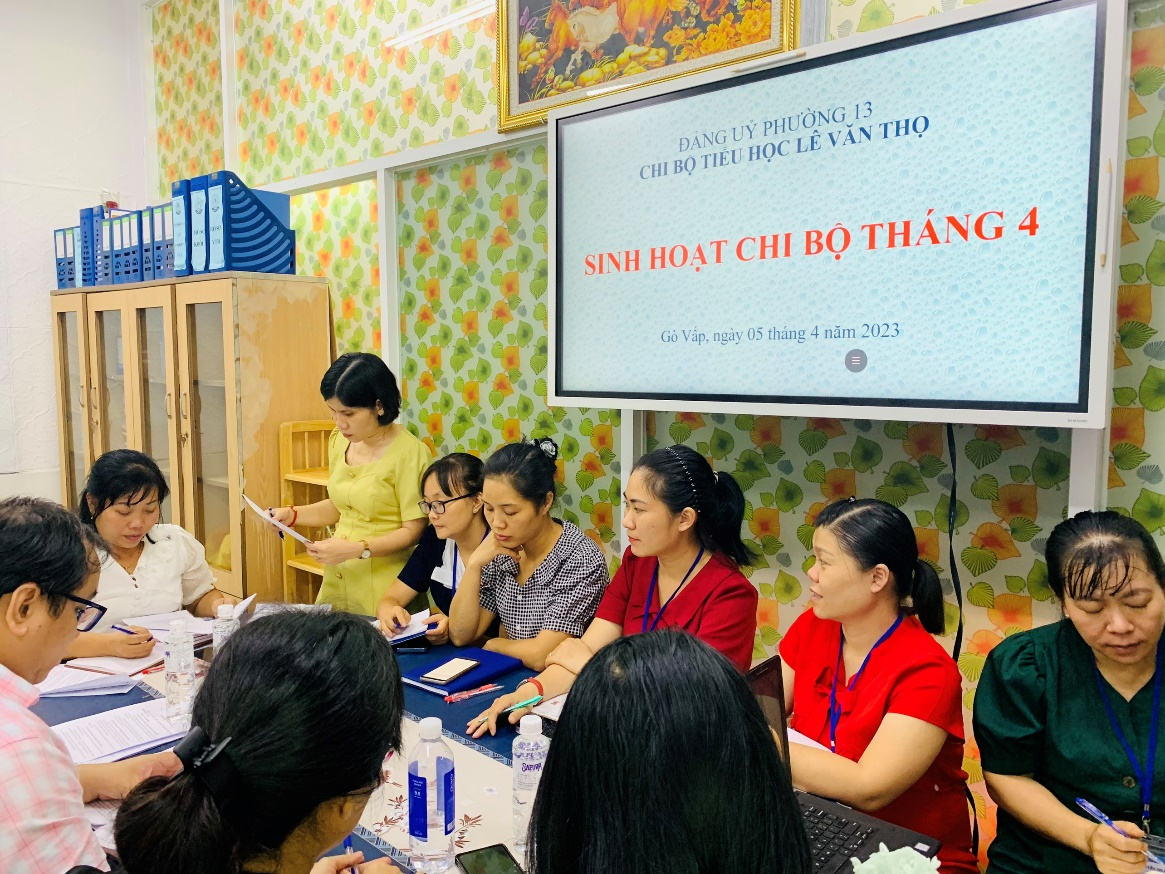 ĐẢNG UỶ PHƯỜNG 13
CHI BỘ TIỂU HỌC LÊ VĂN THỌ
SINH HOẠT CHI BỘ THÁNG 4
Gò Vấp, ngày 05 tháng 4 năm 2023